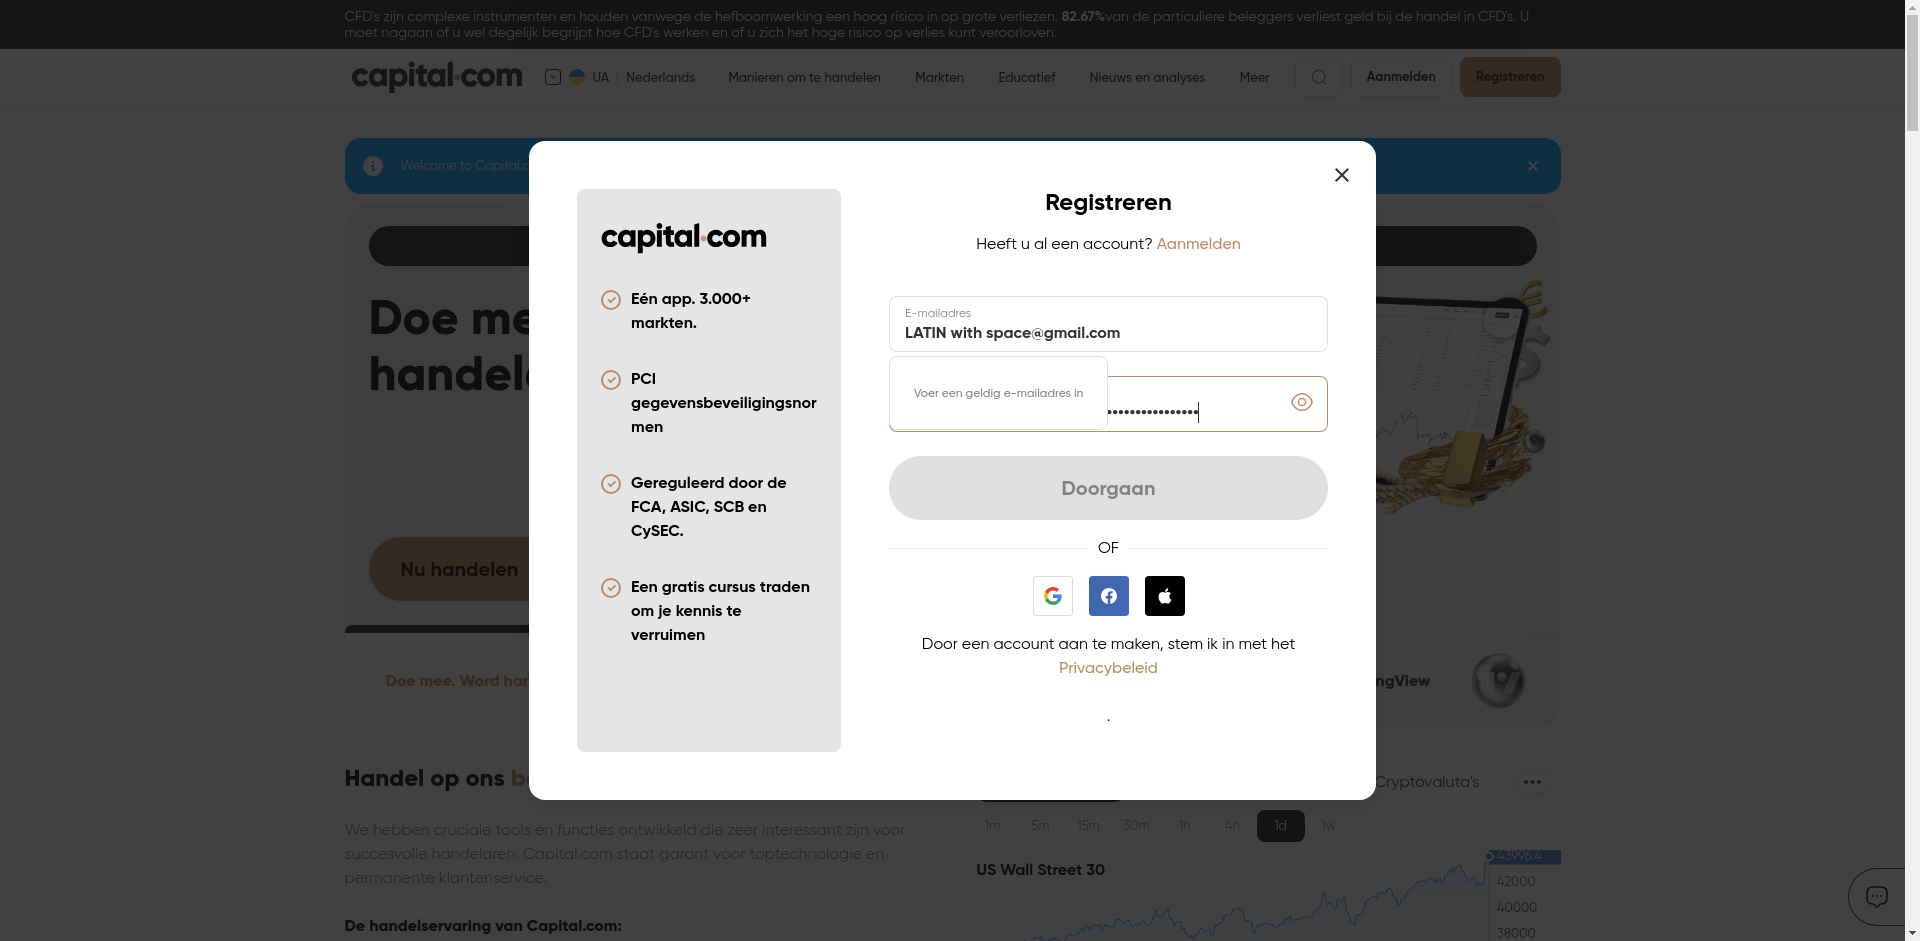 CFD's zijn complexe instrumenten en houden vanwege de hefboomwerking een hoog risico in op grote verliezen. 82.67%van de particuliere beleggers verliest geld bij de handel in CFD's. U
moet nagaan of u wel degelijk begrijpt hoe CFD's werken en of u zich het hoge risico op verlies kunt veroorloven.
capital.com UA Nederlands Manieren om te handelen Markten Educatief Nieuws en analyses Meer Aanmelden Registreren
Welcome to Capital.c
Doe me
handel
Nu handelen
Doe mee. Word han
ngView
capital.com
Eén app. 3.000+
markten.
PCI
gegevensbeveiligingsnor
men
Gereguleerd door de
FCA, ASIC, SCB en
CySEC.
Een gratis cursus traden
om je kennis te
verruimen
Registreren
Heeft u al een account? Aanmelden
E-mailadres
LATIN with space@gmail.com
Voer een geldig e-mailadres in
Doorgaan
OF
Door een account aan te maken, stem ik in met het
Privacybeleid
.
Handel op ons be
We hebben cruciale tools en functies ontwikkeld die zeer interessant zijn voor
succesvolle handelaren. Capital.com staat garant voor toptechnologie en
permanente klantenservice.
De handelservaring van Capital.com:
Cryptovaluta's
1m 5m 15m 30m 1h 4h 1d 1w
US Wall Street 30
43996.4
42000
40000
38000